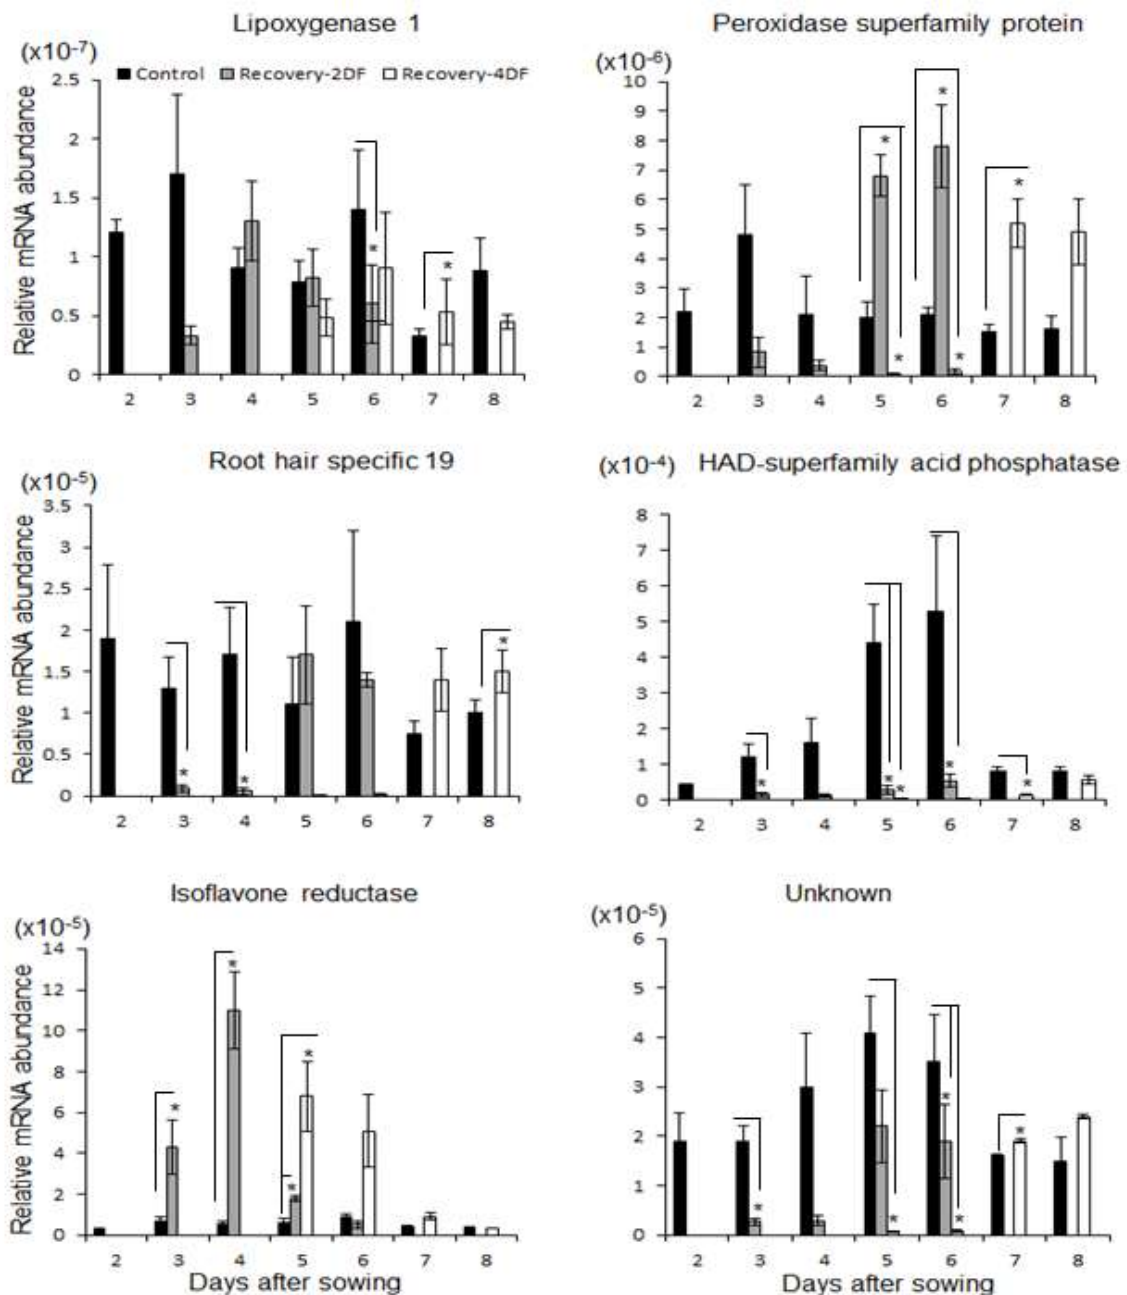 Lipoxygenase 1
(x10-7)
Control Recovery-2DF Recovery-4DF
Relative mRNA abundance
2.5
2
1.5
1
0.5
0
* *
2 3 4 5 6 7 8
Peroxidase superfamily protein
(x10-6)
10
9
8
7
6
5
4
3
2
1
0
* * * * *
2 3 4 5 6 7 8
Root hair specific 19
(x10-5)
Relative mRNA abundance
3.5
3
2.5
2
1.5
1
0.5
0
* * *
2 3 4 5 6 7 8
(x10-4) HAD-superfamily acid phosphatase
8
7
6
5
4
3
2
1
0
* * * * *
2 3 4 5 6 7 8
Isoflavone reductase
(x10-5)
Relative mRNA abundance
14
12
10
8
6
4
2
0
* * * *
2 3 4 5 6 7 8
Days after sowing
Unknown
(x10-5)
6
5
4
3
2
1
0
* * * * *
2 3 4 5 6 7 8
Days after sowing